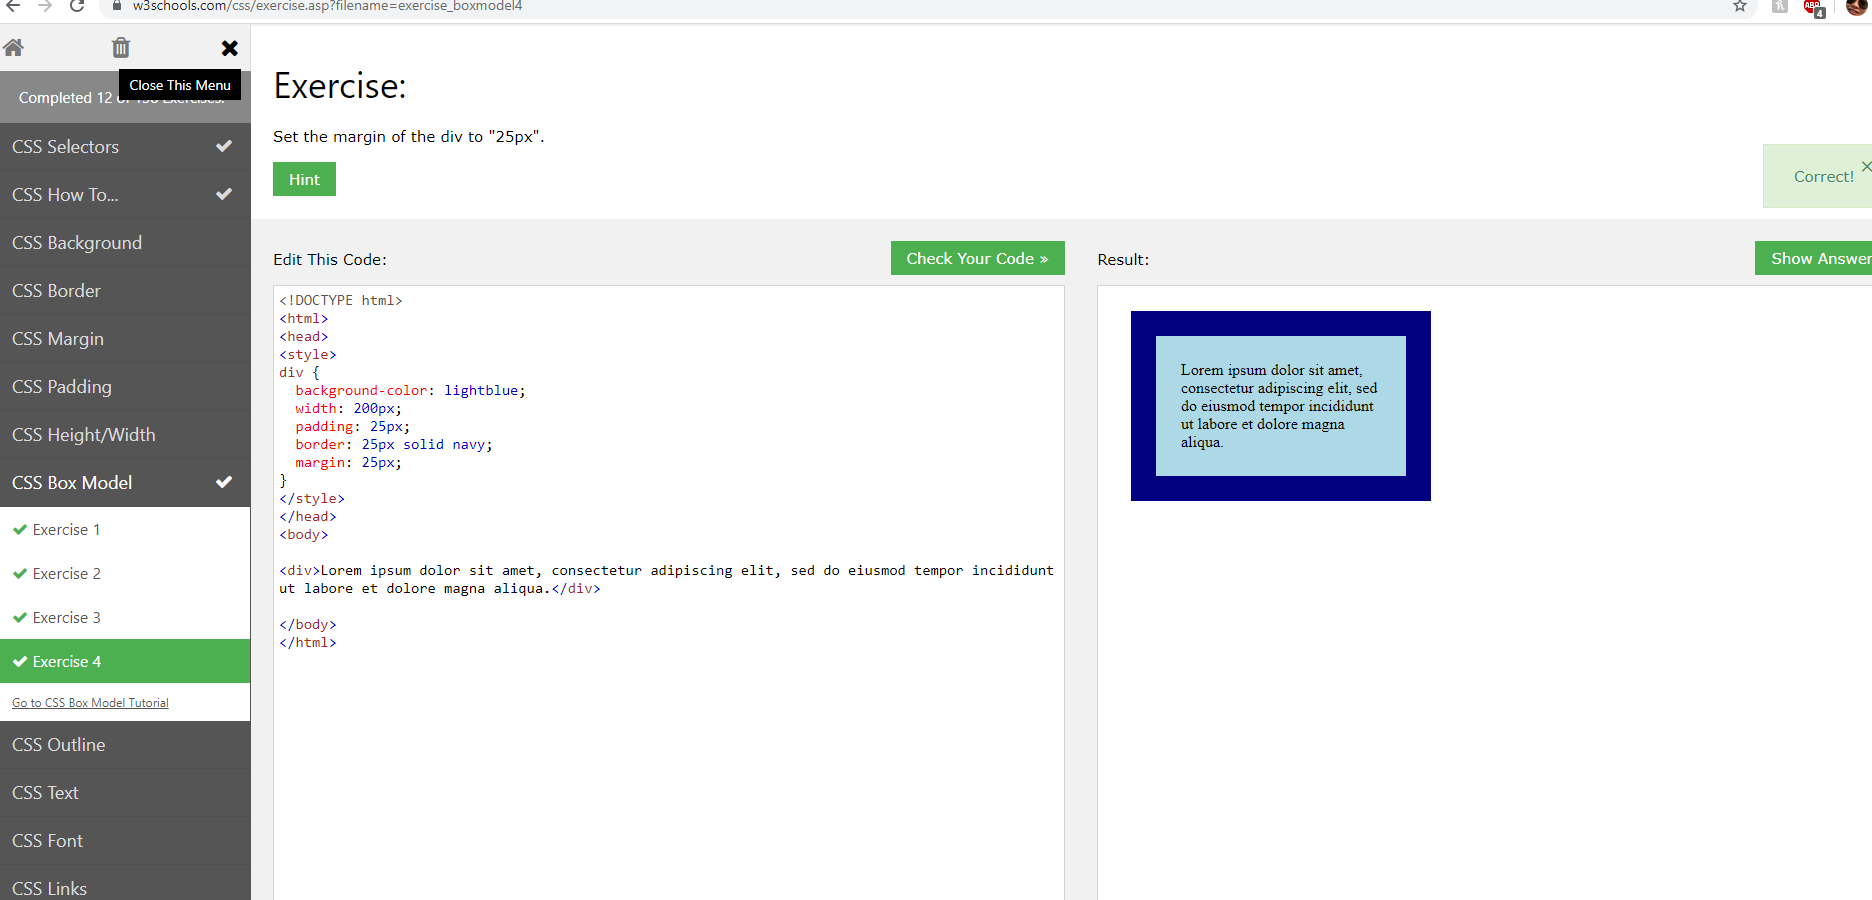 w3schools.com/css/exercise.asp?filename=exercise_boxmodel4
ABP
4
Close This Menu
Completed 12 of 156 Exercises.
CSS Selectors
CSS How To...
CSS Background
CSS Border
CSS Margin
CSS Padding
CSS Height/Width
CSS Box Model
Exercise 1
Exercise 2
Exercise 3
Exercise 4
Go to CSS Box Model Tutorial
CSS Outline
CSS Text
CSS Font
CSS Links
Exercise:
Set the margin of the div to "25px".
Hint
Correct!
Edit This Code:
Check Your Code »
<!DOCTYPE html>
<html>
<head>
<style>
div {
  background-color: lightblue;
  width: 200px;
  padding: 25px;
  border: 25px solid navy;
  margin: 25px;
}
</style>
</head>
<body>

<div>Lorem ipsum dolor sit amet, consectetur adipiscing elit, sed do eiusmod tempor incididunt
ut labore et dolore magna aliqua.</div>

</body>
</html>
Result:
Show Answer
Lorem ipsum dolor sit amet,
consectetur adipiscing elit, sed
do eiusmod tempor incididunt
ut labore et dolore magna
aliqua.